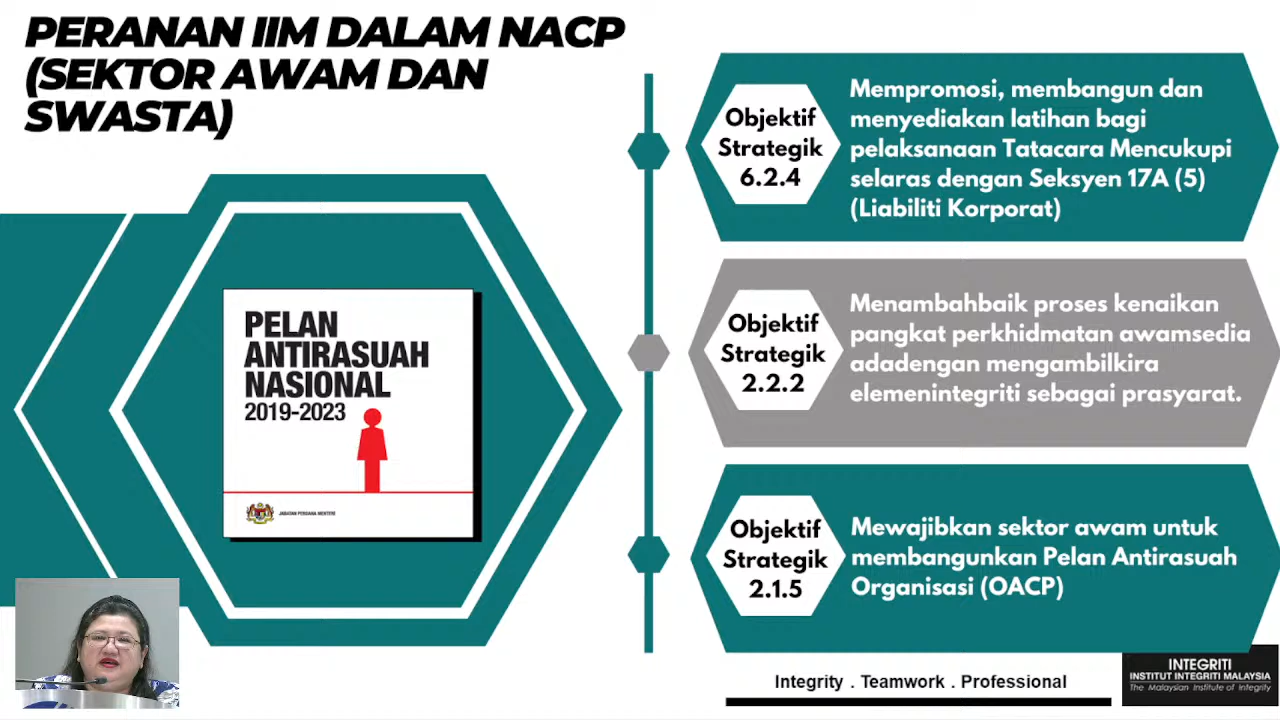 PERANAN IIM DALAM NACP
(SEKTOR AWAM DAN
SWASTA)
PELAN
ANTIRASUAH
NASIONAL
2019-2023
JABATAN PERDANA MENTERI
Objektif
Strategik
6.2.4
Mempromosi, membangun dan
menyediakan latihan bagi
pelaksanaan Tatacara Mencukupi
selaras dengan Seksyen 17A (5)
(Liabiliti Korporat)
Objektif
Strategik
2.2.2
Menambahbaik proses kenaikan
pangkat perkhidmatan awamsedia
adadengan mengambilkira
elemenintegriti sebagai prasyarat.
Objektif
Strategik
2.1.5
Mewajibkan sektor awam untuk
membangunkan Pelan Antirasuah
Organisasi (OACP)
Integrity . Teamwork . Professional
INTEGRITI
INSTITUT INTEGRITI MALAYSIA
The Malaysian Institute of Integrity